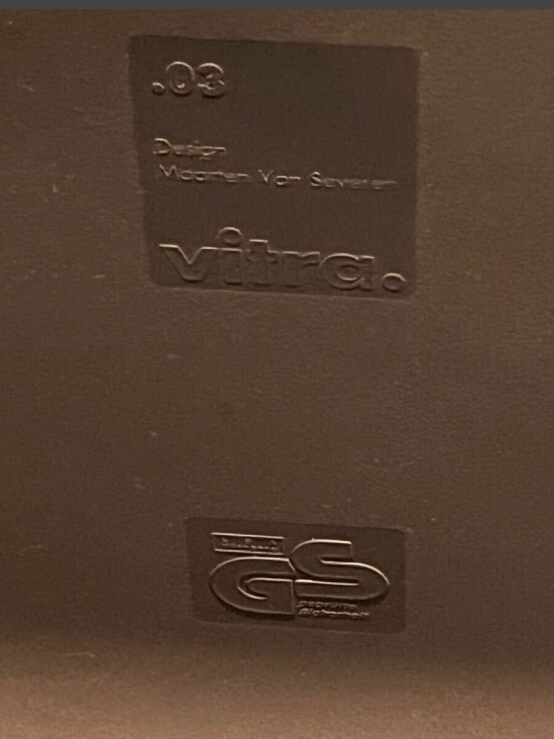 .03
Design
Maarten Van Severen
vitra.
GS
geprüfte
Sicherheit